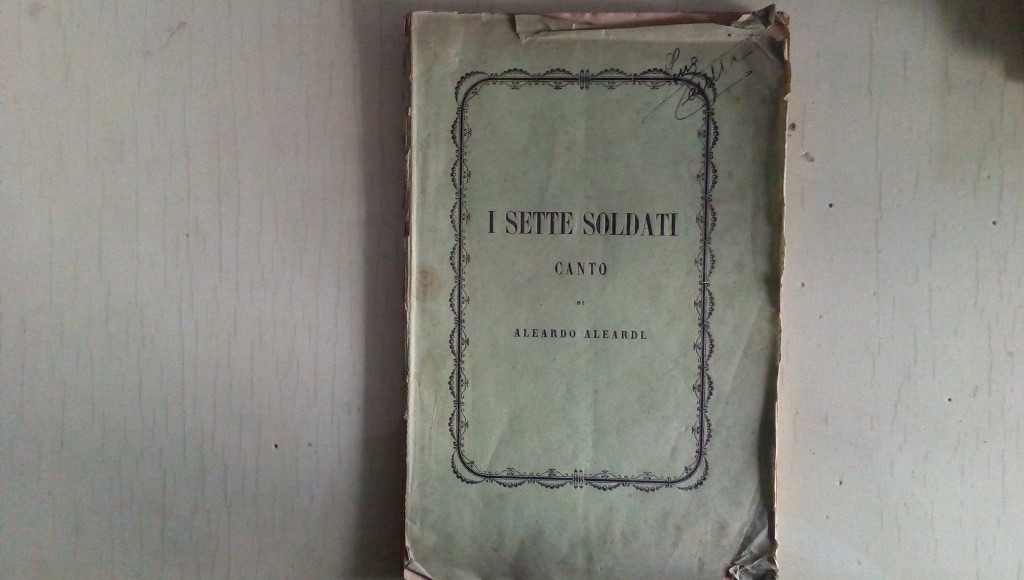 I SETTE SOLDATI
CANTO
DI
ALEARDO ALEARDI.